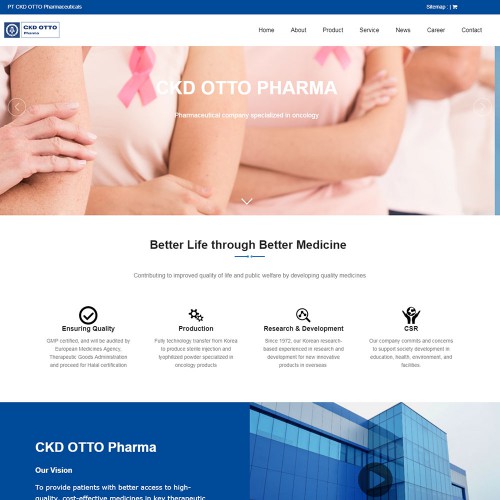 PT CKD OTTO Pharmaceuticals
Sitemap : |
CKD OTTO
Pharma
Home About Product Service News Career Contact
CKD OTTO PHARMA
Pharmaceutical company specialized in oncology
Better Life through Better Medicine
Contributing to improved quality of life and public welfare by developing quality medicines
Ensuring Quality
GMP certified, and will be audited by
European Medicines Agency,
Therapeutic Goods Administration
and proceed for Halal certification
Production
Fully technology transfer from Korea
to produce sterile injection and
lyophilized powder specialized in
oncology products
Research & Development
Since 1972, our Korean research-
based experienced in research and
development for new innovative
products in overseas
CSR
Our company commits and concerns
to support society development in
education, health, environment, and
facilities.
CKD OTTO Pharma
Our Vision
To provide patients with better access to high-
quality, cost-effective medicines in key therapeutic